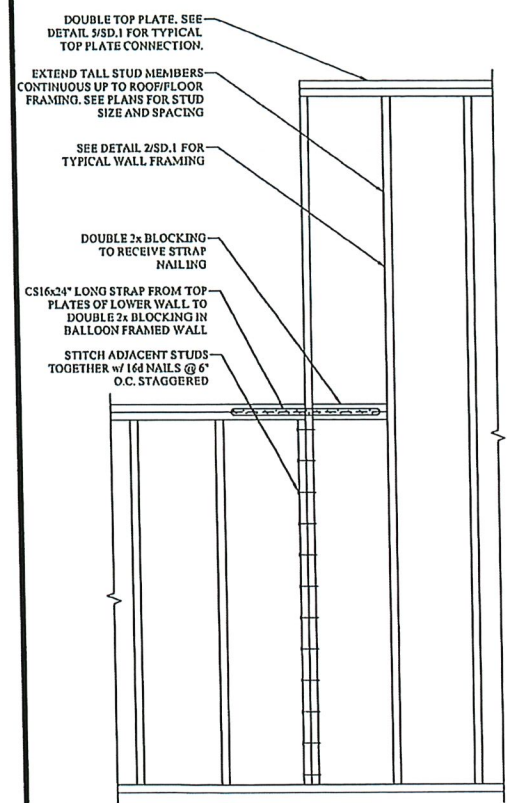 DOUBLE TOP PLATE. SEE
DETAIL 5/SD.1 FOR TYPICAL
TOP PLATE CONNECTION.
EXTEND TALL STUD MEMBERS
CONTINUOUS UP TO ROOF/FLOOR
FRAMING. SEE PLANS FOR STUD
SIZE AND SPACING
SEE DETAIL 2/SD.1 FOR
TYPICAL WALL FRAMING
DOUBLE 2x BLOCKING
TO RECEIVE STRAP
NAILING
CS16x24" LONG STRAP FROM TOP
PLATES OF LOWER WALL TO
DOUBLE 2x BLOCKING IN
BALLOON FRAMED WALL
STITCH ADJACENT STUDS
TOGETHER w/ 16d NAILS @ 6"
O.C. STAGGERED